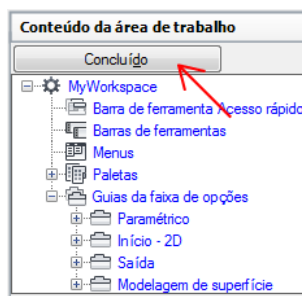 Conteúdo da área de trabalho
Concluído
MyWorkspace
Barra de ferramenta Acesso rápido
Barras de ferramentas
Menus
Paletas
Guias da faixa de opções
Paramétrico
Início - 2D
Saída
Modelagem de superfície